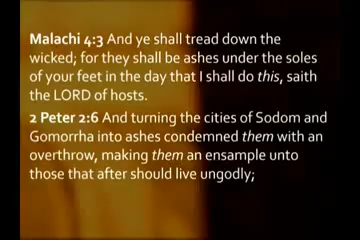 Malachi 4:3 And ye shall tread down the
wicked; for they shall be ashes under the soles
of your feet in the day that I shall do this, saith
the LORD of hosts.
2 Peter 2:6 And turning the cities of Sodom and
Gomorrha into ashes condemned them with an
overthrow, making them an ensample unto
those that after should live ungodly;